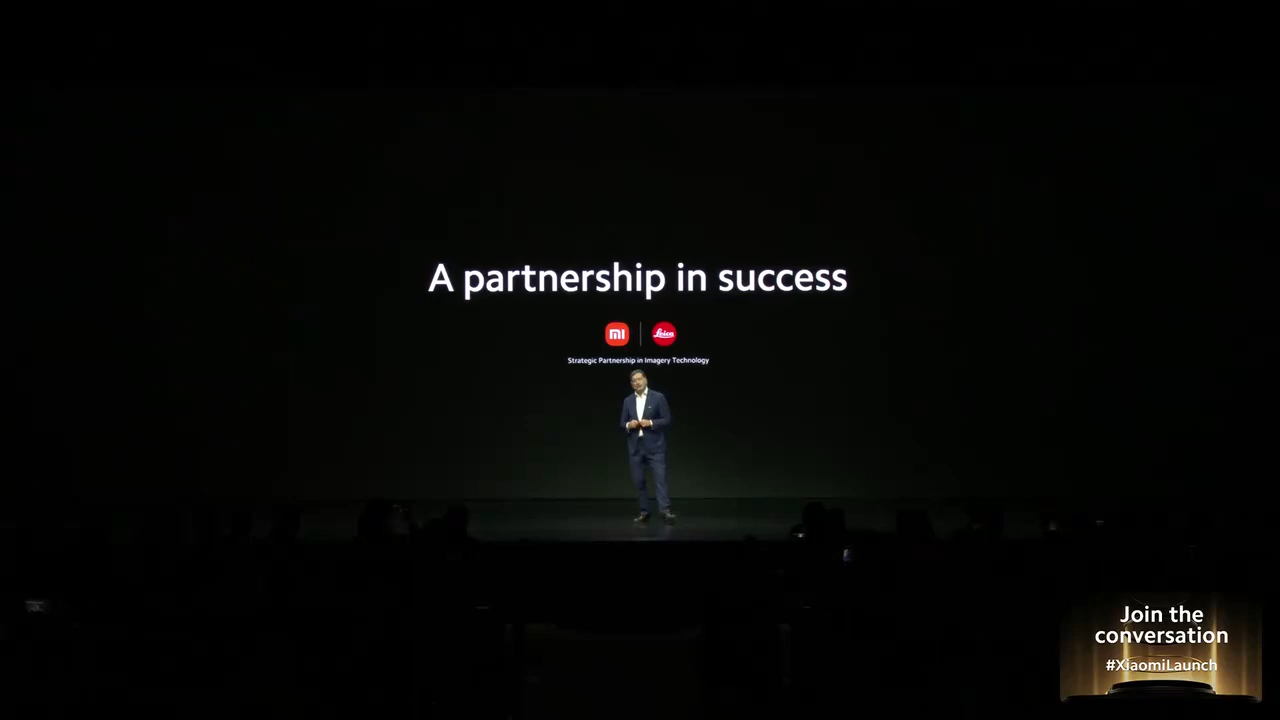 A partnership in success
mi
Leica
Strategic Partnership in Imagery Technology
Join the
conversation
#XiaomiLaunch